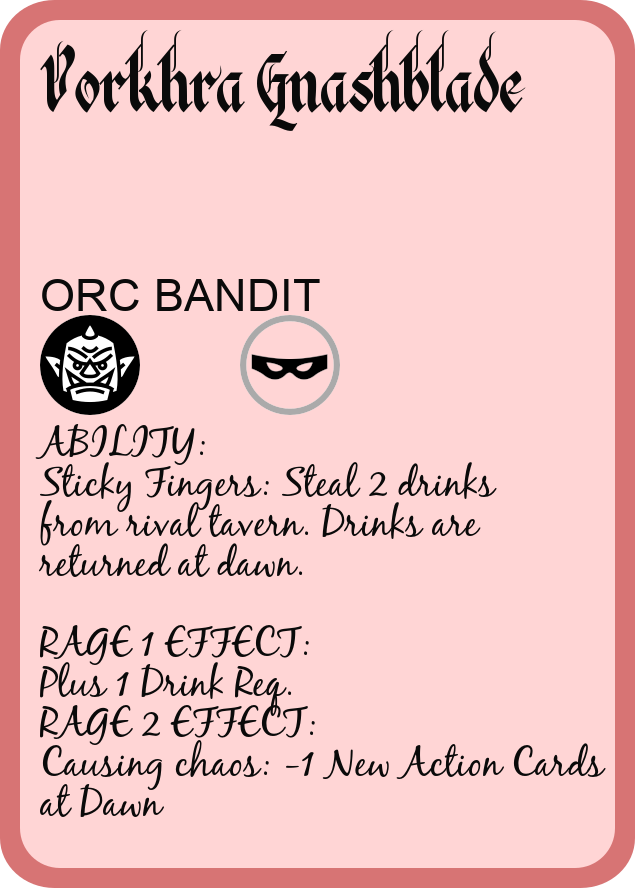 Vorkhra Gnashblade
ORC BANDIT
ABILITY:
Sticky Fingers: Steal 2 drinks
from rival tavern. Drinks are
returned at dawn.
RAGE 1 EFFECT:
Plus 1 Drink Req.
RAGE 2 EFFECT:
Causing chaos: -1 New Action Cards
at Dawn